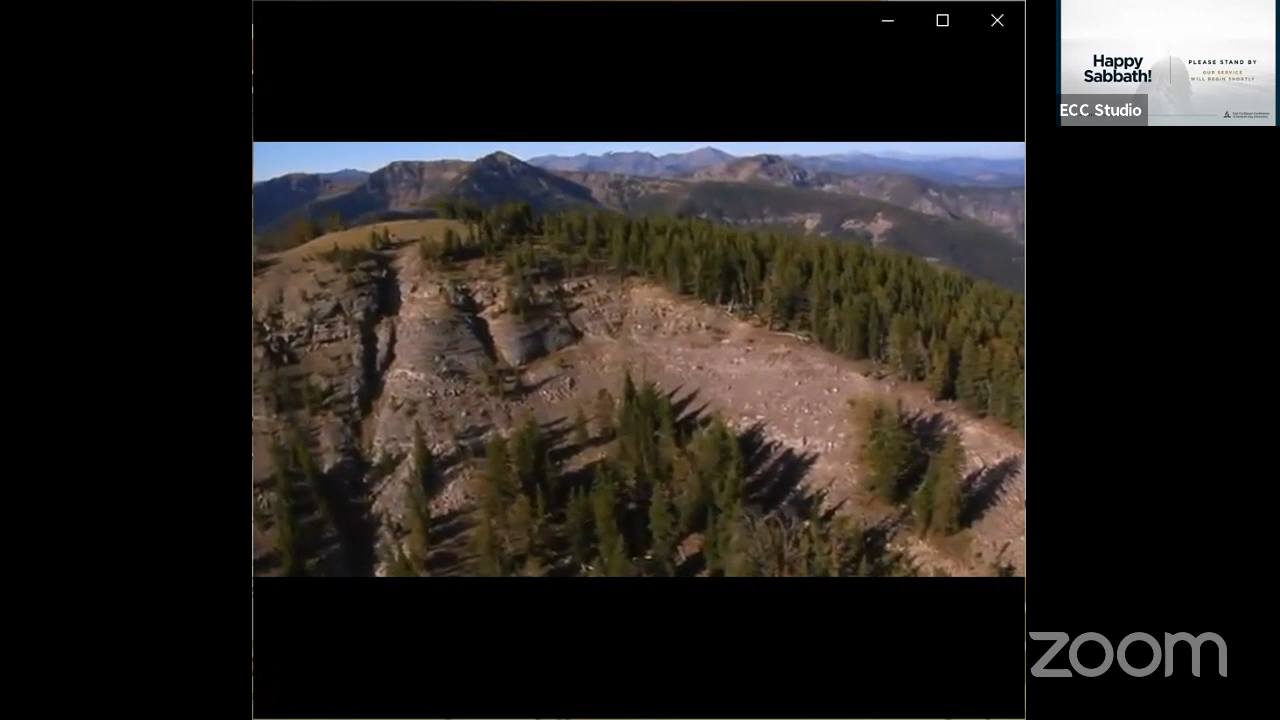 Happy
Sabbath!
PLEASE STAND BY
OUR SERVICE
WILL BEGIN SHORTLY
ECC Studio
zoom